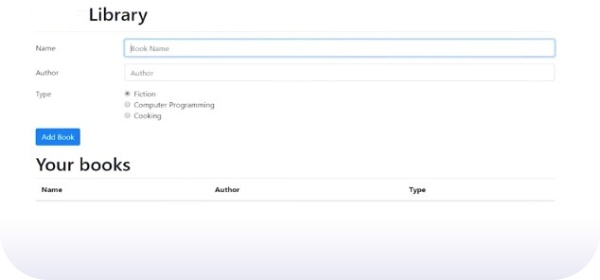 Library
Name Book Name
Author Author
Type Fiction
Computer Programming
Cooking
Add Book
Your books
Name Author Type